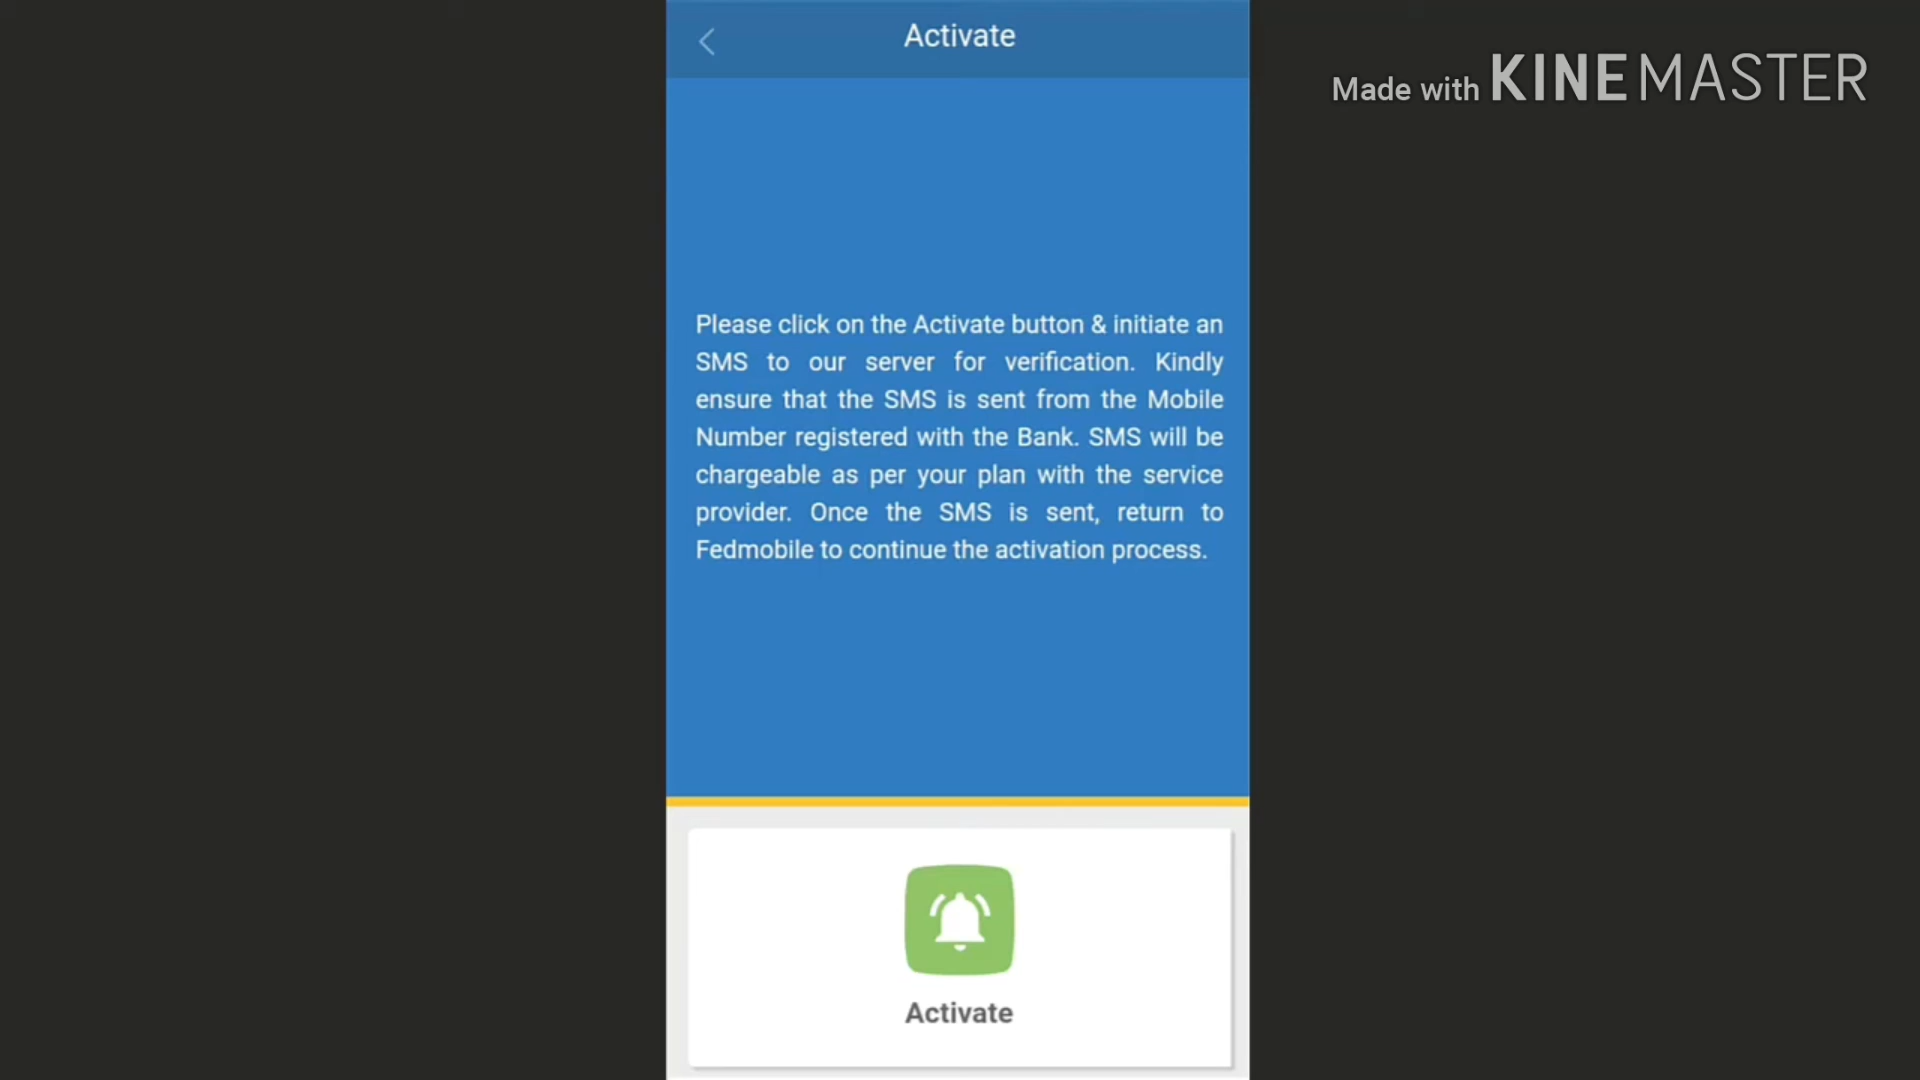 Activate
Made with KINEMASTER
Please click on the Activate button & initiate an
SMS to our server for verification. Kindly
ensure that the SMS is sent from the Mobile
Number registered with the Bank. SMS will be
chargeable as per your plan with the service
provider. Once the SMS is sent, return to
Fedmobile to continue the activation process.
Activate